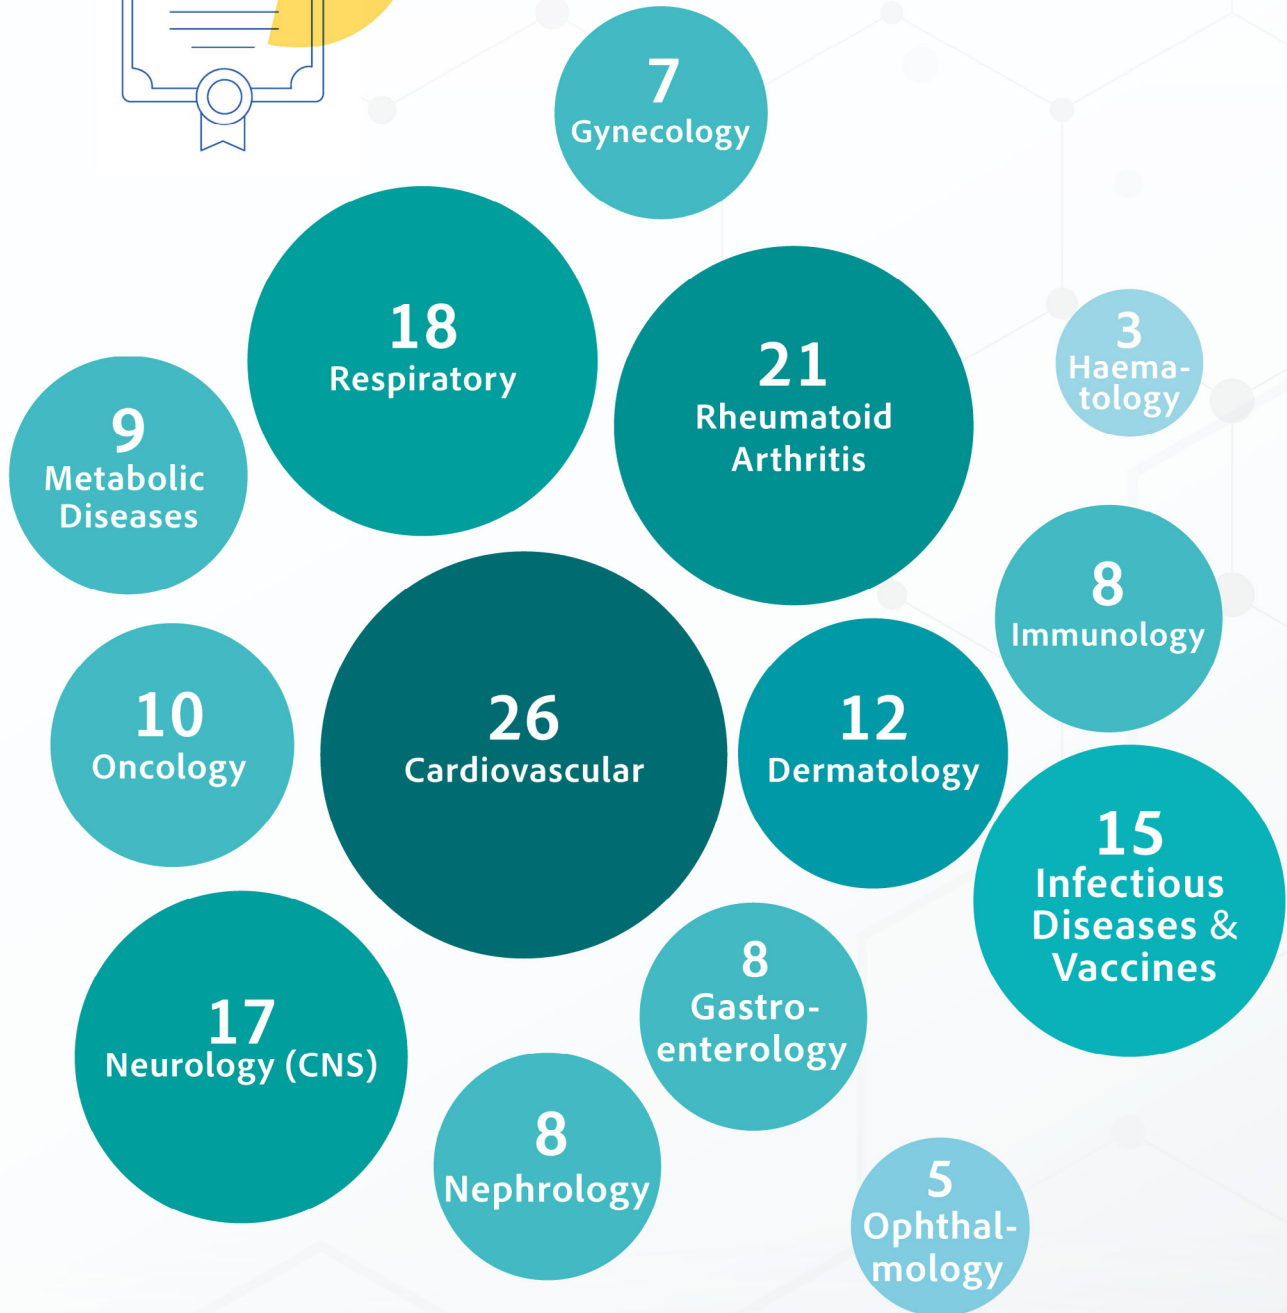 7
Gynecology
18
Respiratory
21
Rheumatoid
Arthritis
3
Haema-
tology
9
Metabolic
Diseases
8
Immunology
10
Oncology
26
Cardiovascular
12
Dermatology
15
Infectious
Diseases &
Vaccines
17
Neurology (CNS)
8
Gastro-
enterology
8
Nephrology
5
Ophthal-
mology